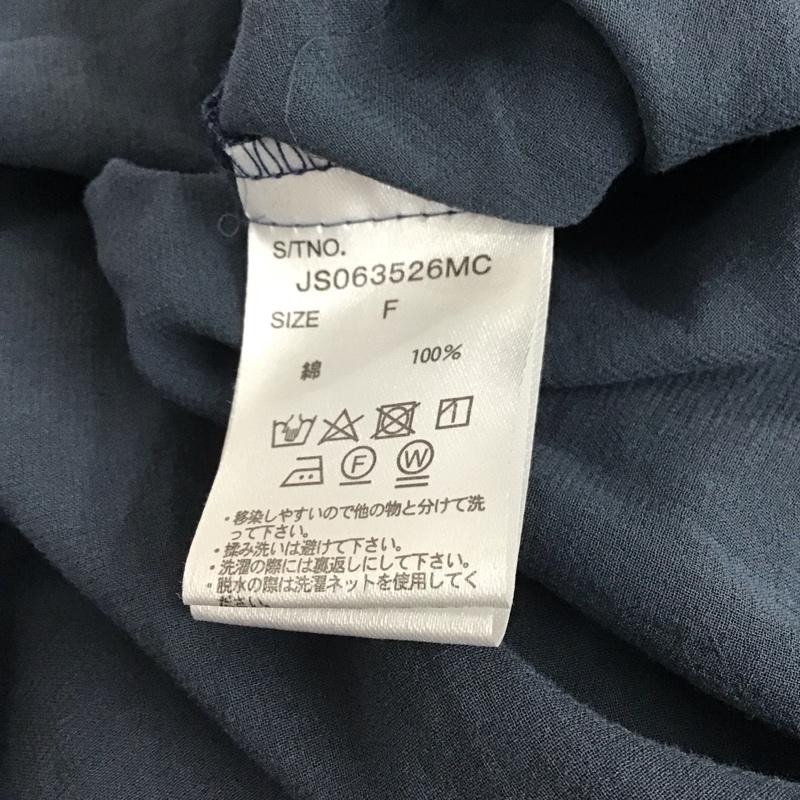 S/TNO.
JS063526MC
SIZE F
綿 100%
F W
・移染しやすいので他の物と分けて洗
って下さい。
・揉み洗いは避けて下さい。
・洗濯の際には裏返しにして下さい。
・脱水の際は洗濯ネットを使用してく
ださい。